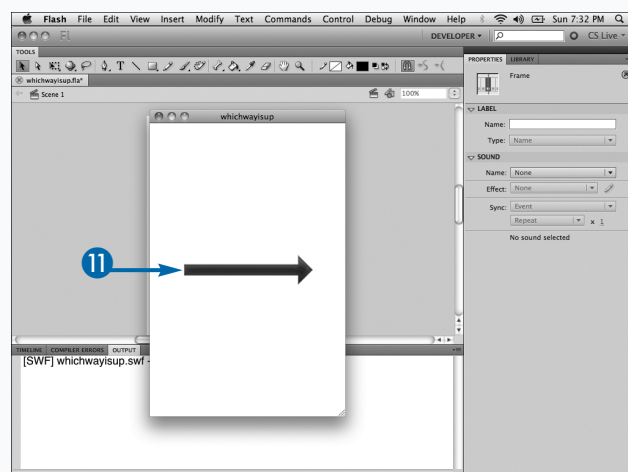 Flash File Edit View Insert Modify Text Commands Control Debug Window Help Sun 7:32 PM
Fl DEVELOPER CS Live
TOOLS
T
whichwayisup.fla*
Scene 1 100%
whichwayisup
11
TIMELINE COMPILER ERRORS OUTPUT
[SWF] whichwayisup.swf -
PROPERTIES LIBRARY
Frame
LABEL
Name:
Type: Name
SOUND
Name: None
Effect: None
Sync: Event
Repeat x 1
No sound selected